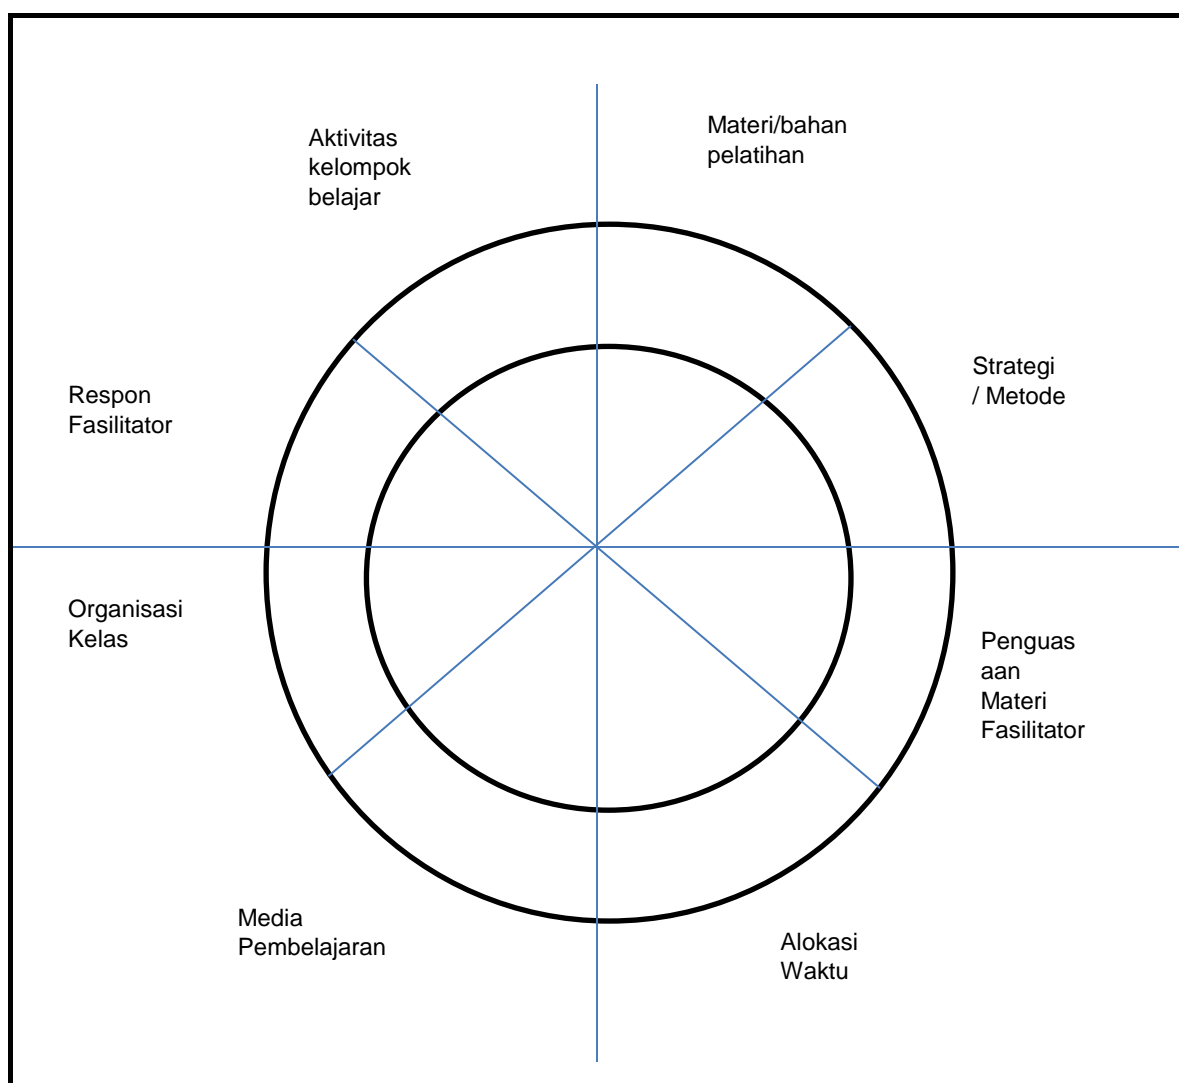 Aktivitas
kelompok
belajar
Materi/bahan
pelatihan
Respon
Fasilitator
Strategi
/ Metode
Organisasi
Kelas
Penguas
aan
Materi
Fasilitator
Media
Pembelajaran
Alokasi
Waktu